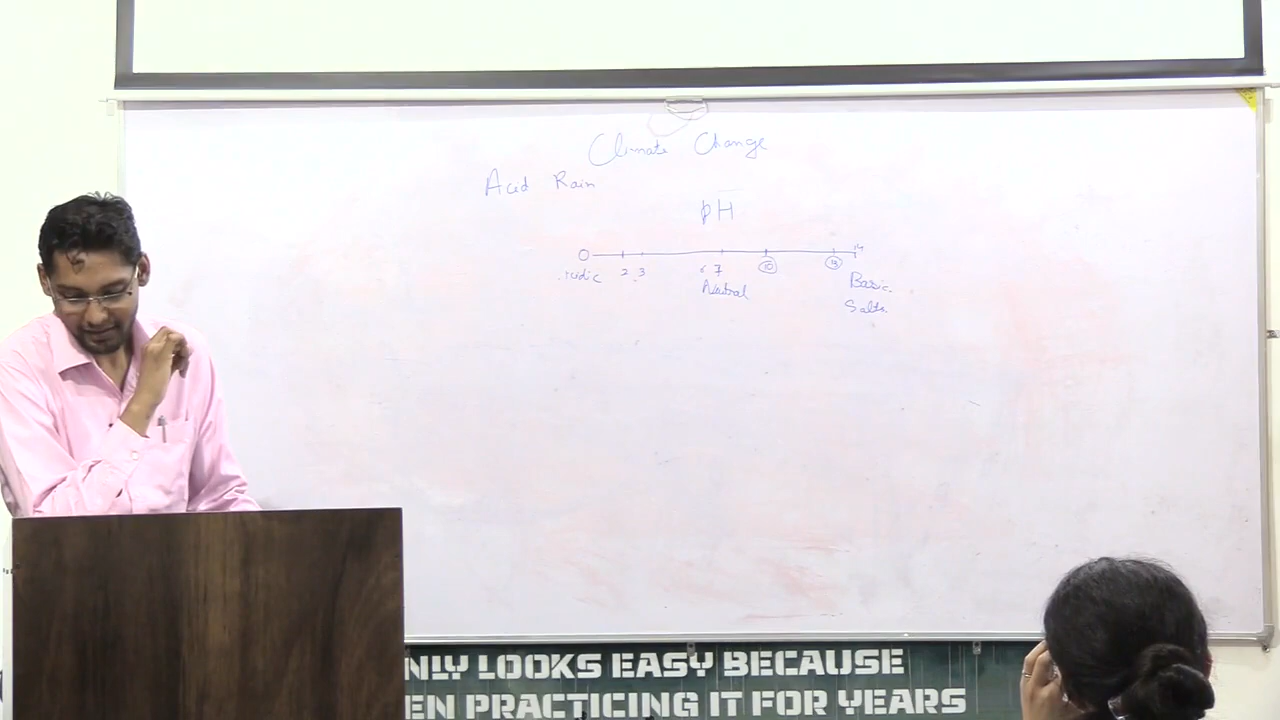 Climate Change
Acid Rain
pH
0 2 3 6 7 10 13 14
Neutral Basic
Salts
NLY LOOKS EASY BECAUSE
EN PRACTICING IT FOR YEARS